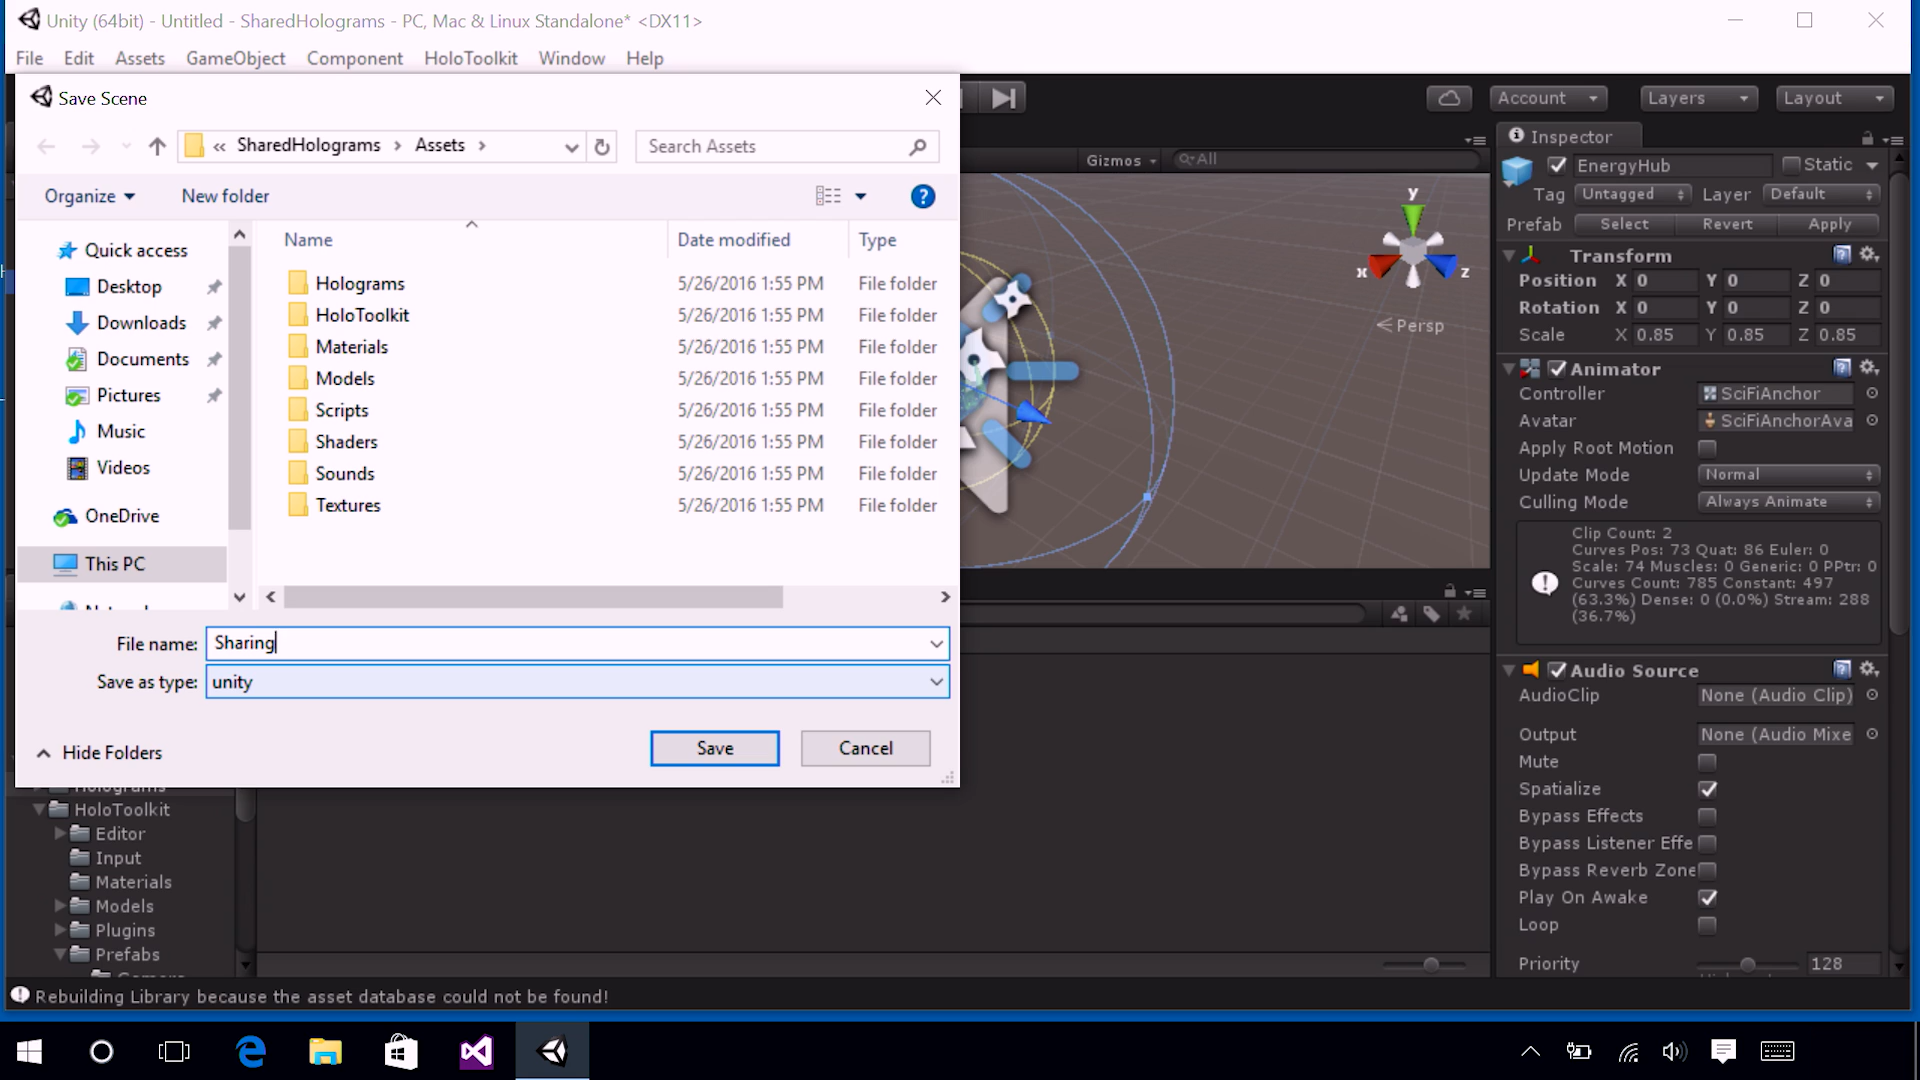 Unity (64bit) - Untitled - SharedHolograms - PC, Mac & Linux Standalone* <DX11>
File Edit Assets GameObject Component HoloToolkit Window Help
Save Scene
Account Layers Layout
« SharedHolograms › Assets ›
Search Assets
Organize New folder
Name Date modified Type
Quick access
Desktop
Downloads
Documents
Pictures
Music
Videos
OneDrive
This PC
Holograms 5/26/2016 1:55 PM File folder
HoloToolkit 5/26/2016 1:55 PM File folder
Materials 5/26/2016 1:55 PM File folder
Models 5/26/2016 1:55 PM File folder
Scripts 5/26/2016 1:55 PM File folder
Shaders 5/26/2016 1:55 PM File folder
Sounds 5/26/2016 1:55 PM File folder
Textures 5/26/2016 1:55 PM File folder
File name: Sharing
Save as type: unity
Hide Folders
Save Cancel
Gizmos All
y
x z
Persp
Inspector
EnergyHub Static
Tag Untagged Layer Default
Prefab Select Revert Apply
Transform
Position X 0 Y 0 Z 0
Rotation X 0 Y 0 Z 0
Scale X 0.85 Y 0.85 Z 0.85
Animator
Controller SciFiAnchor
Avatar SciFiAnchorAva
Apply Root Motion
Update Mode Normal
Culling Mode Always Animate
Clip Count: 2
Curves Pos: 73 Quat: 86 Euler: 0
Scale: 74 Muscles: 0 Generic: 0 PPtr: 0
Curves Count: 785 Constant: 497
(63.3%) Dense: 0 (0.0%) Stream: 288
(36.7%)
Audio Source
AudioClip None (Audio Clip)
Output None (Audio Mixe
Mute
Spatialize
Bypass Effects
Bypass Listener Effe
Bypass Reverb Zone
Play On Awake
Loop
Priority 128
Holograms
HoloToolkit
Editor
Input
Materials
Models
Plugins
Prefabs
Rebuilding Library because the asset database could not be found!